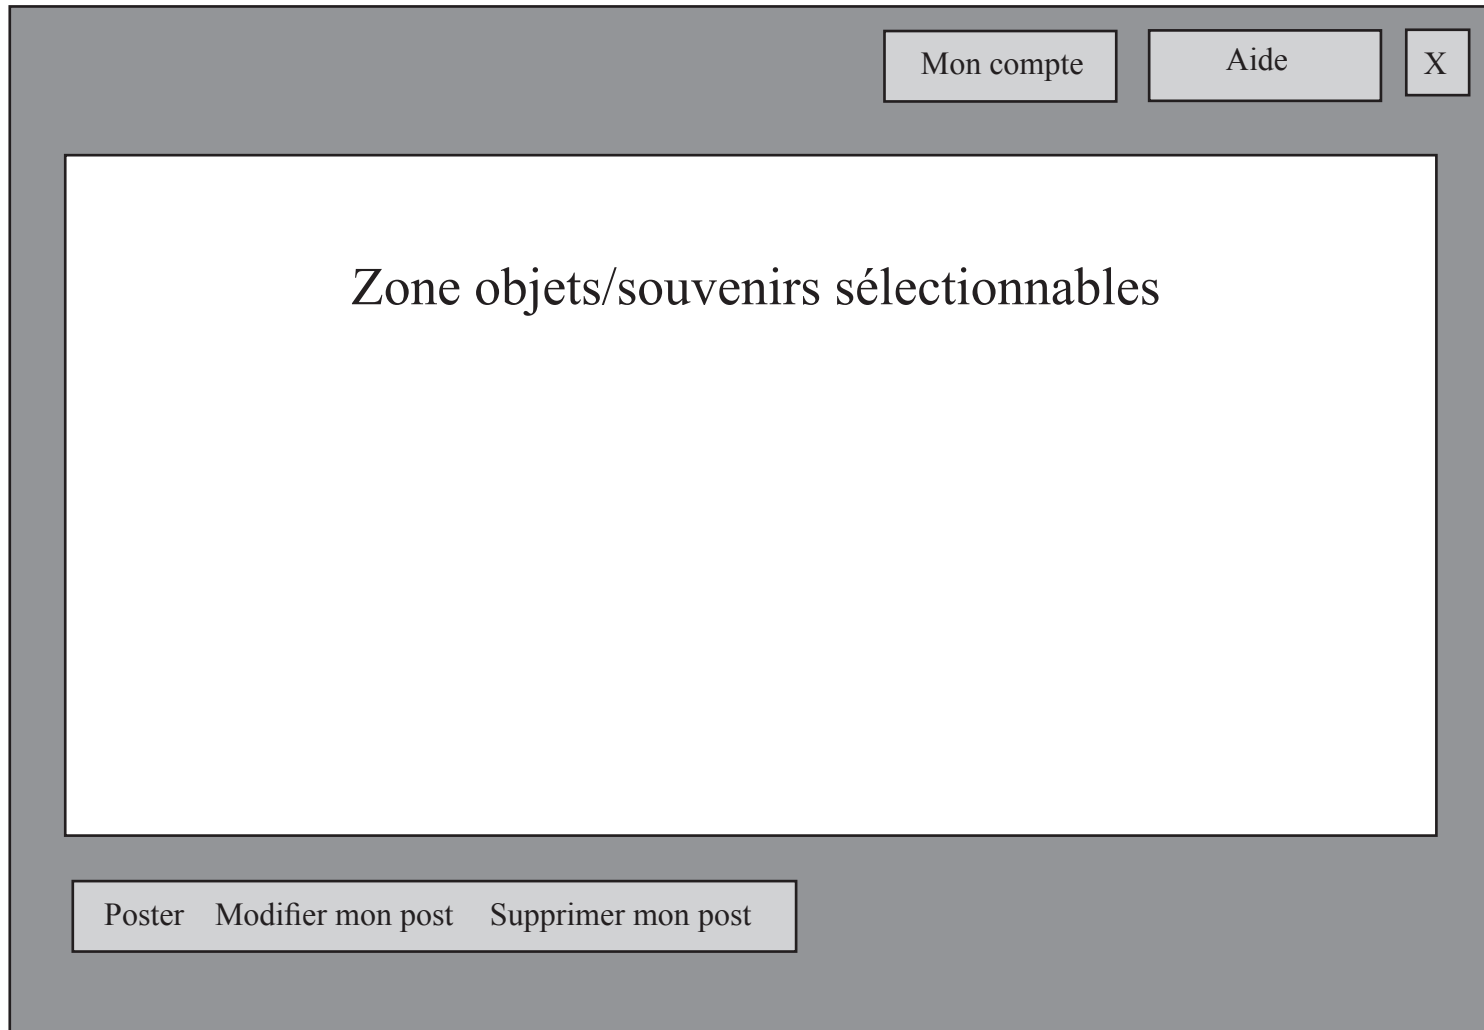 Mon compte Aide X
Zone objets/souvenirs sélectionnables
Poster Modifier mon post Supprimer mon post